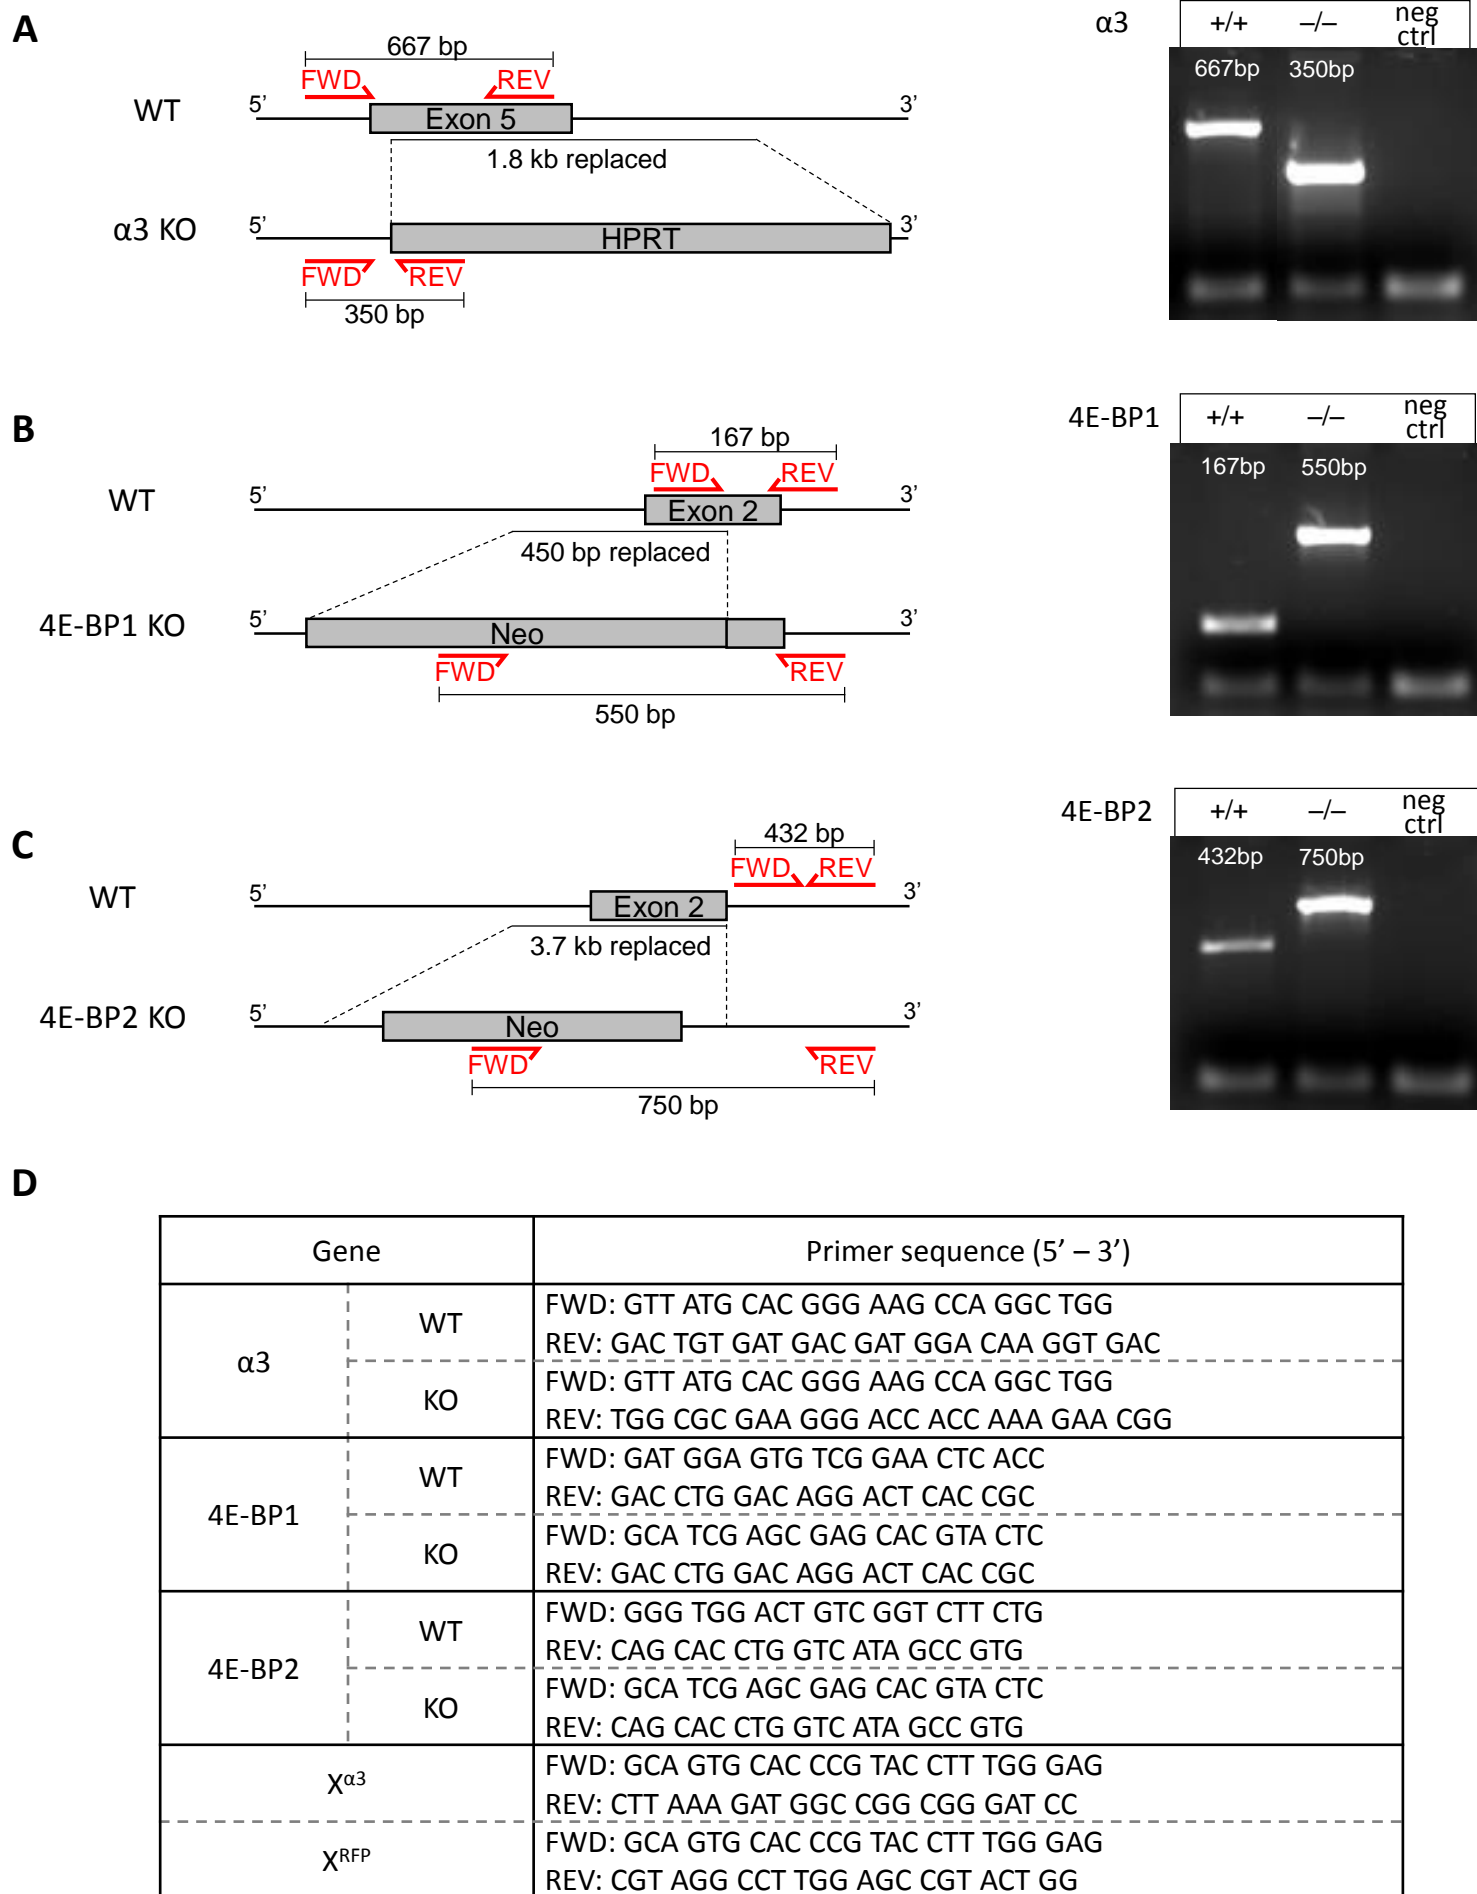 A
667 bp
FWD REV
WT
5’ 3’
Exon 5
1.8 kb replaced
α3 KO
5’ 3’
HPRT
FWD REV
350 bp
α3
+/+ –/– neg ctrl
667bp 350bp
B
167 bp
FWD REV
WT
5’ 3’
Exon 2
450 bp replaced
4E-BP1 KO
5’ 3’
Neo
FWD REV
550 bp
4E-BP1
+/+ –/– neg ctrl
167bp 550bp
C
432 bp
FWD REV
WT
5’ 3’
Exon 2
3.7 kb replaced
4E-BP2 KO
5’ 3’
Neo
FWD REV
750 bp
4E-BP2
+/+ –/– neg ctrl
432bp 750bp
D
Gene Primer sequence (5’ – 3’)
α3
WT
FWD: GTT ATG CAC GGG AAG CCA GGC TGG
REV: GAC TGT GAT GAC GAT GGA CAA GGT GAC
KO
FWD: GTT ATG CAC GGG AAG CCA GGC TGG
REV: TGG CGC GAA GGG ACC ACC AAA GAA CGG
4E-BP1
WT
FWD: GAT GGA GTG TCG GAA CTC ACC
REV: GAC CTG GAC AGG ACT CAC CGC
KO
FWD: GCA TCG AGC GAG CAC GTA CTC
REV: GAC CTG GAC AGG ACT CAC CGC
4E-BP2
WT
FWD: GGG TGG ACT GTC GGT CTT CTG
REV: CAG CAC CTG GTC ATA GCC GTG
KO
FWD: GCA TCG AGC GAG CAC GTA CTC
REV: CAG CAC CTG GTC ATA GCC GTG
Xα3
FWD: GCA GTG CAC CCG TAC CTT TGG GAG
REV: CTT AAA GAT GGC CGG CGG GAT CC
XRFP
FWD: GCA GTG CAC CCG TAC CTT TGG GAG
REV: CGT AGG CCT TGG AGC CGT ACT GG